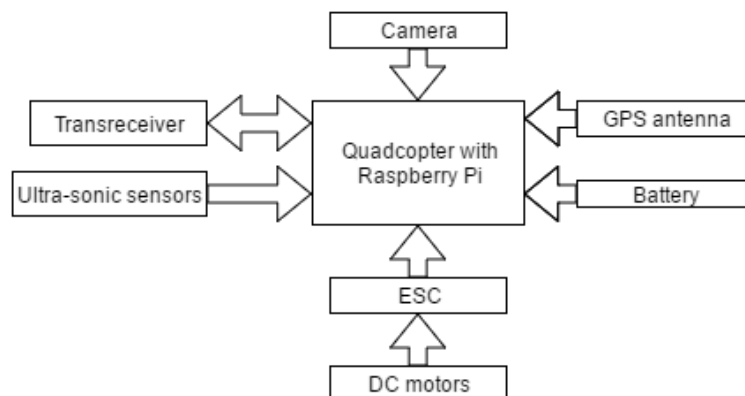 Camera
Transreceiver
GPS antenna
Quadcopter with
Raspberry Pi
Ultra-sonic sensors
Battery
ESC
DC motors